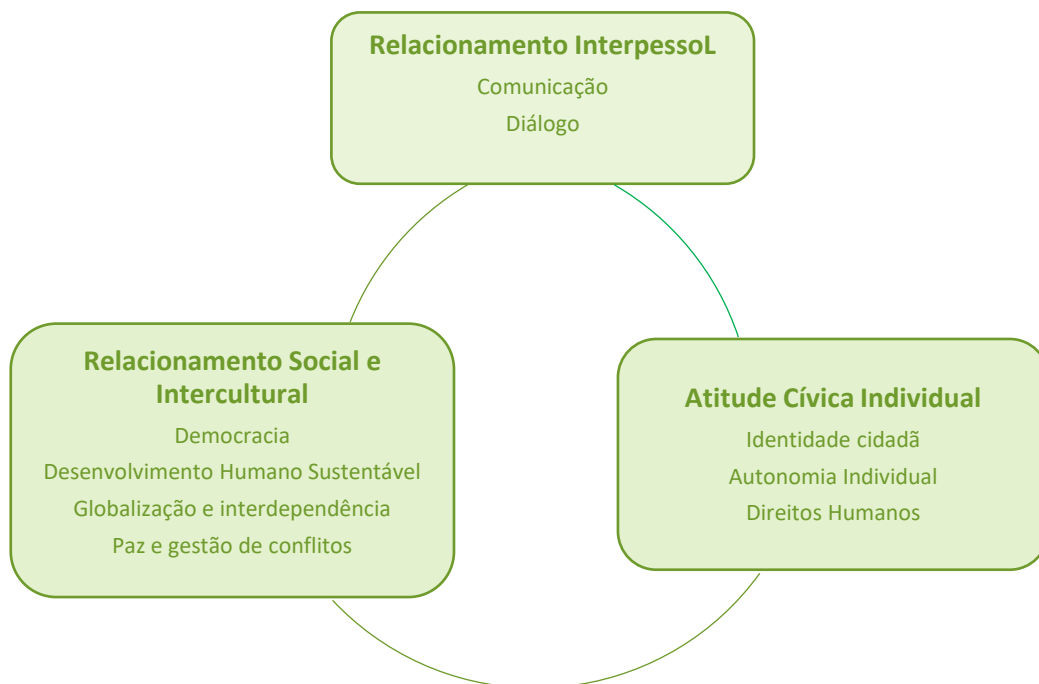 Relacionamento InterpessoL
Comunicação
Diálogo
Relacionamento Social e
Intercultural
Democracia
Desenvolvimento Humano Sustentável
Globalização e interdependência
Paz e gestão de conflitos
Atitude Cívica Individual
Identidade cidadã
Autonomia Individual
Direitos Humanos